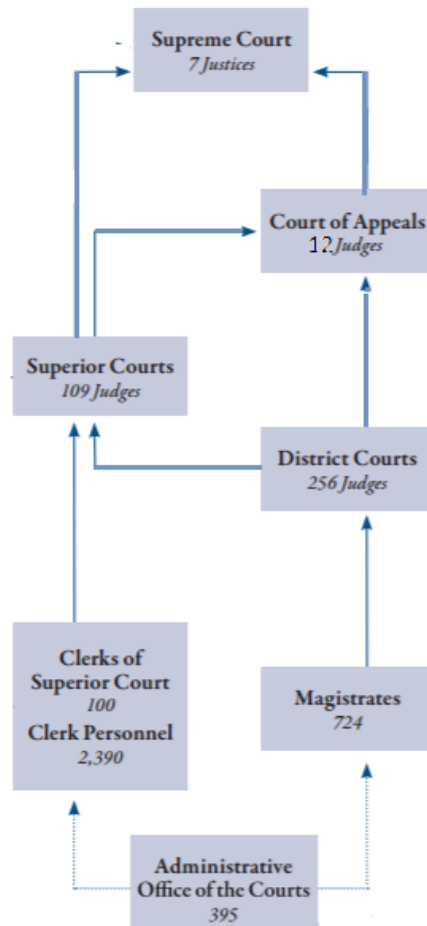 Supreme Court
7 Justices
Court of Appeals
12 Judges
Superior Courts
109 Judges
District Courts
256 Judges
Clerks of
Superior Court
100
Clerk Personnel
2,390
Magistrates
724
Administrative
Office of the Courts
395